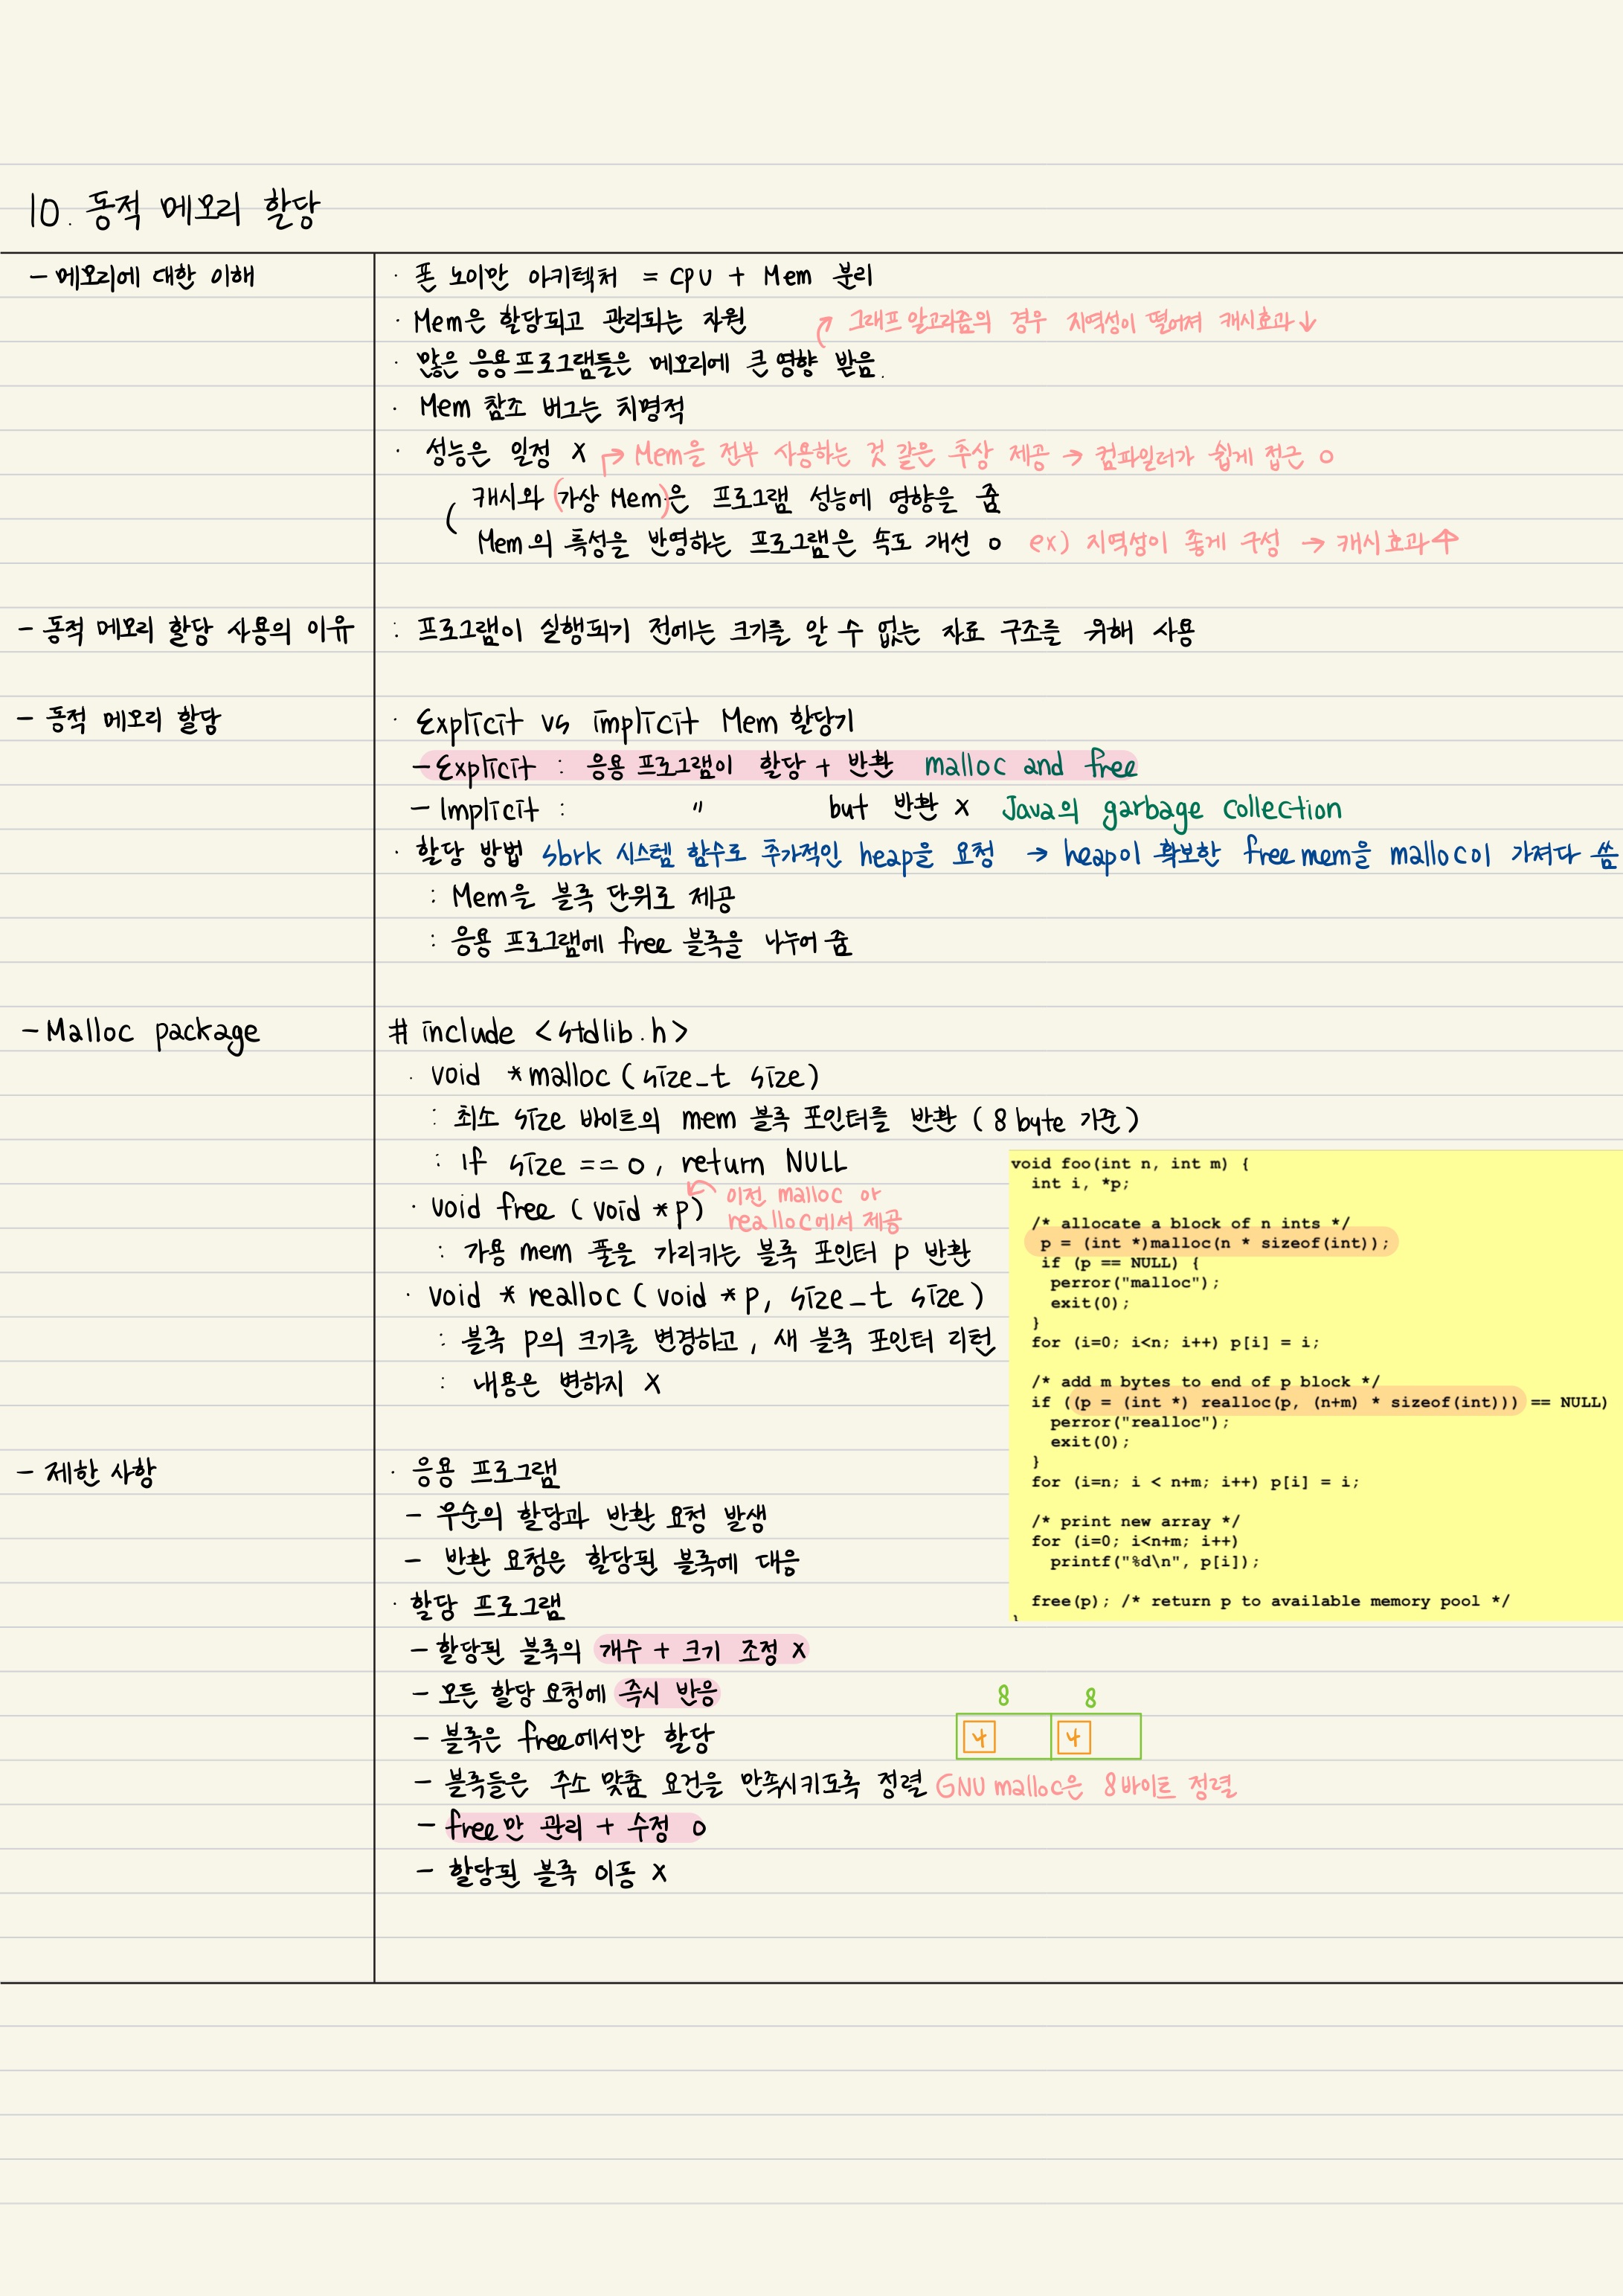 10. 동적 메모리 할당
- 메모리에 대한 이해
· 폰 노이만 아키텍처 = CPU + Mem 분리
· Mem은 할당되고 관리되는 자원
그래프 알고리즘의 경우 지역성이 떨어져 캐시효과↓
· 많은 응용프로그램들은 메모리에 큰 영향 받음.
· Mem 참조 버그는 치명적
· 성능은 일정 X
→ Mem을 전부 사용하는 것 같은 추상 제공 → 컴파일러가 쉽게 접근 O
( 캐시와 (가상 Mem)은 프로그램 성능에 영향을 줌
Mem의 특성을 반영하는 프로그램은 속도 개선 O ex) 지역성이 좋게 구성 → 캐시효과↑
- 동적 메모리 할당 사용의 이유
: 프로그램이 실행되기 전에는 크기를 알 수 없는 자료 구조를 위해 사용
- 동적 메모리 할당
· Explicit vs implicit Mem 할당기
- Explicit : 응용 프로그램이 할당 + 반환 malloc and free
- Implicit : 〃 but 반환 X Java의 garbage collection
· 할당 방법 sbrk 시스템 함수로 추가적인 heap을 요청 → heap이 확보한 free mem을 malloc이 가져다 씀
: Mem을 블록 단위로 제공
: 응용 프로그램에 free 블록을 나누어 줌
- Malloc package
# include <stdlib.h>
· void *malloc (size_t size)
: 최소 size 바이트의 mem 블록 포인터를 반환 (8 byte 기준)
: If size == 0, return NULL
· void free (void *p)
이전 malloc or
realloc에서 제공
: 가용 mem 풀을 가리키는 블록 포인터 p 반환
· void * realloc (void *p, size_t size)
: 블록 p의 크기를 변경하고, 새 블록 포인터 리턴
: 내용은 변하지 X
void foo(int n, int m) {
int i, *p;
/* allocate a block of n ints */
p = (int *)malloc(n * sizeof(int));
if (p == NULL) {
perror("malloc");
exit(0);
}
for (i=0; i<n; i++) p[i] = i;
/* add m bytes to end of p block */
if ((p = (int *) realloc(p, (n+m) * sizeof(int))) == NULL)
perror("realloc");
exit(0);
}
for (i=n; i < n+m; i++) p[i] = i;
/* print new array */
for (i=0; i<n+m; i++)
printf("%d\n", p[i]);
free(p); /* return p to available memory pool */
- 제한 사항
· 응용 프로그램
- 우순의 할당과 반환 요청 발생
- 반환 요청은 할당된 블록에 대응
· 할당 프로그램
- 할당된 블록의 개수 + 크기 조정 X
- 모든 할당 요청에 즉시 반응
- 블록은 free에서만 할당
8 8
4 4
- 블록들은 주소 맞춤 요건을 만족시키도록 정렬 GNU malloc은 8바이트 정렬
- free만 관리 + 수정 O
- 할당된 블록 이동 X